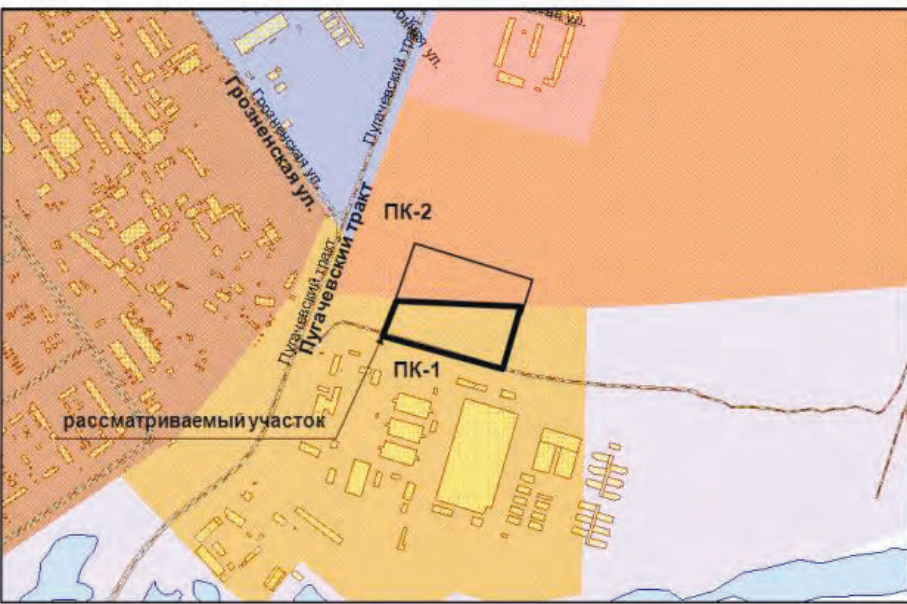 Пугачевский тракт
Грозненская ул.
Грозненская ул.
ПК-2
Пугачевский тракт
Пугачевский тракт
ПК-1
рассматриваемый участок